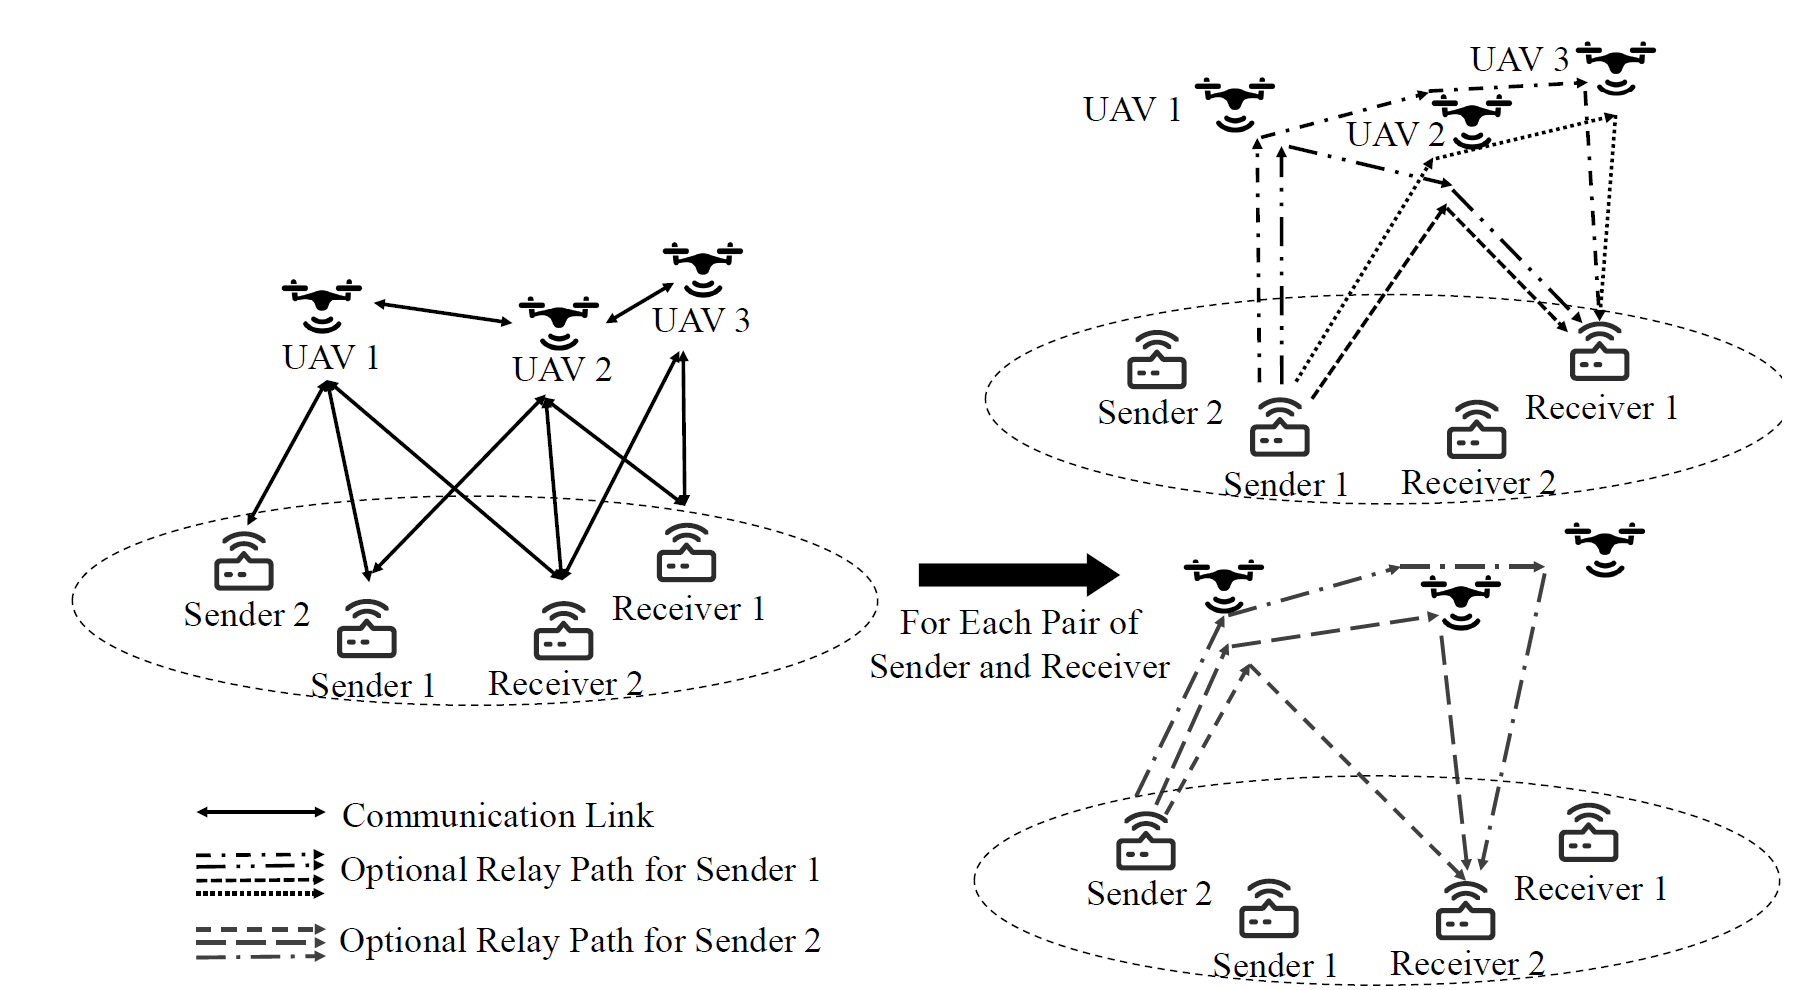 UAV 1
UAV 2
UAV 3
Sender 2
Sender 1
Receiver 2
Receiver 1
Communication Link
Optional Relay Path for Sender 1
Optional Relay Path for Sender 2
For Each Pair of
Sender and Receiver
UAV 1
UAV 2
UAV 3
Sender 2
Sender 1
Receiver 2
Receiver 1
Sender 2
Sender 1
Receiver 2
Receiver 1